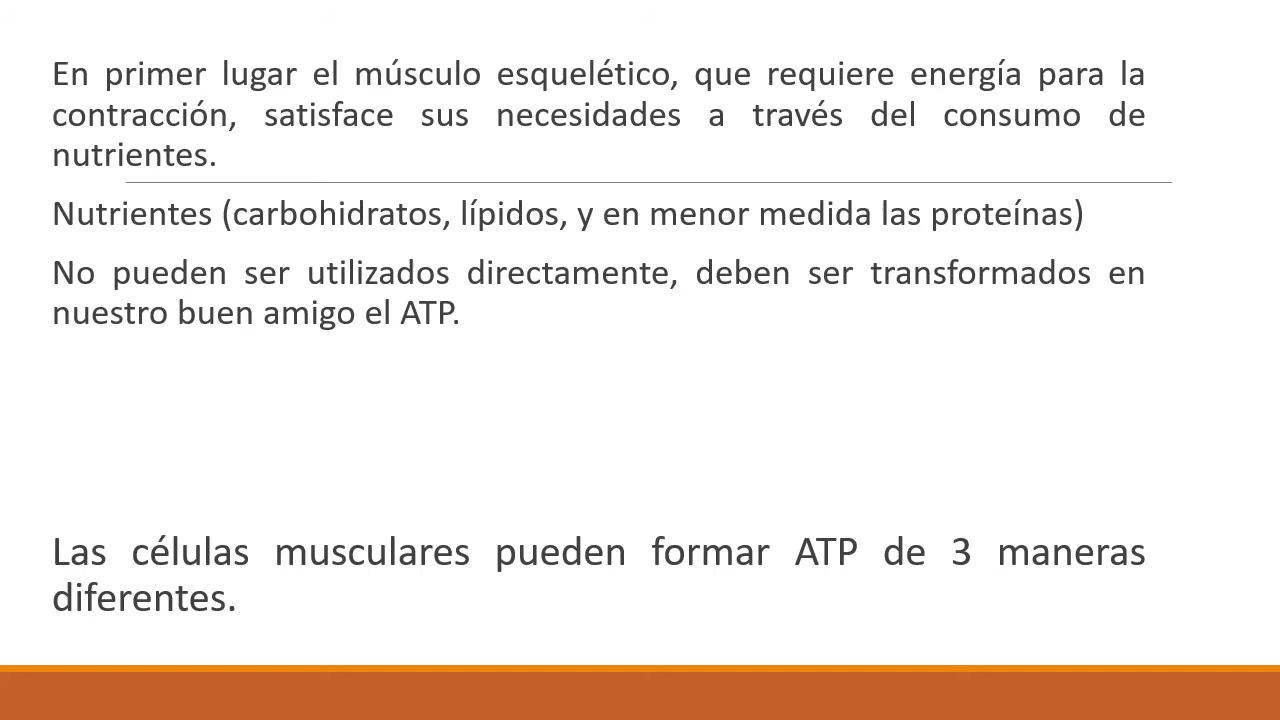 En primer lugar el músculo esquelético, que requiere energía para la
contracción, satisface sus necesidades a través del consumo de
nutrientes.
Nutrientes (carbohidratos, lípidos, y en menor medida las proteínas)
No pueden ser utilizados directamente, deben ser transformados en
nuestro buen amigo el ATP.
Las células musculares pueden formar ATP de 3 maneras
diferentes.